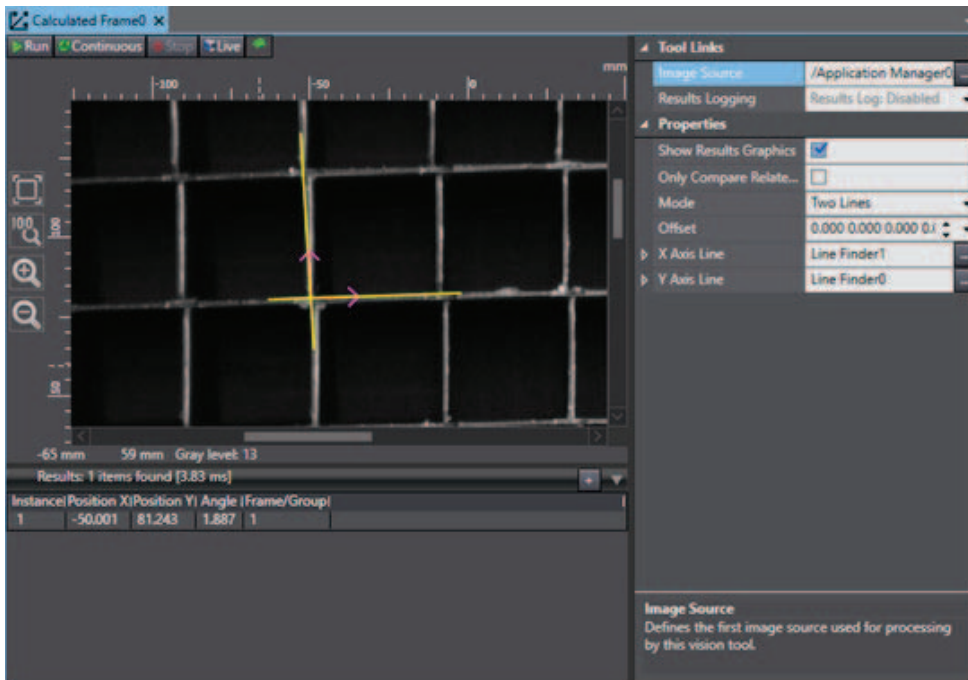 Calculated Frame0 ×
Run Continuous Stop Live
mm
-100 -50 0
100
100
50
-65 mm 59 mm Gray level: 13
Results: 1 items found [3.83 ms]
Instance Position X Position Y Angle Frame/Group
1 -50.001 81.243 1.887 1
Tool Links
Image Source /Application Manager0 ...
Results Logging Results Log: Disabled
Properties
Show Results Graphics
Only Compare Relate...
Mode Two Lines
Offset 0.000 0.000 0.000
X Axis Line Line Finder1 ...
Y Axis Line Line Finder0 ...
Image Source
Defines the first image source used for processing
by this vision tool.